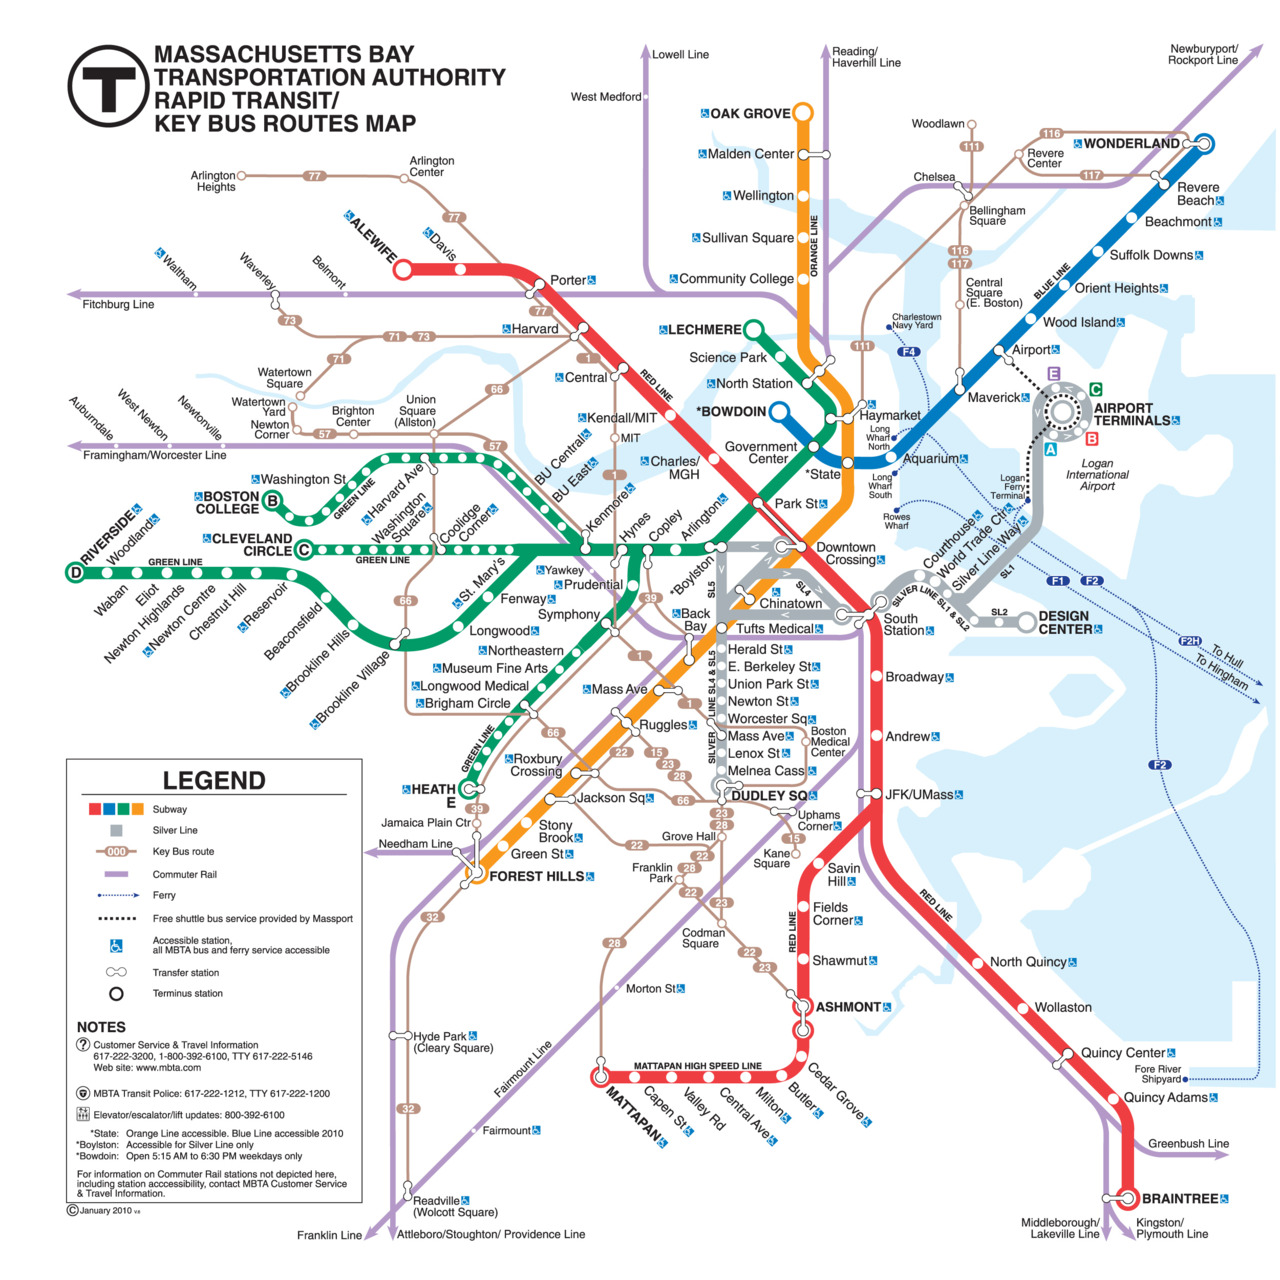 T
MASSACHUSETTS BAY
TRANSPORTATION AUTHORITY
RAPID TRANSIT/
KEY BUS ROUTES MAP
Lowell Line
Reading/
Haverhill Line
Newburyport/
Rockport Line
West Medford
OAK GROVE
Malden Center
Wellington
Sullivan Square
Community College
ORANGE LINE
Woodlawn
111
116
Revere
Center
117
WONDERLAND
Chelsea
Bellingham
Square
Revere
Beach
Beachmont
Suffolk Downs
Orient Heights
Wood Island
Airport
BLUE LINE
116
117
Central
Square
(E. Boston)
Maverick
Arlington
Heights
77
Arlington
Center
77
ALEWIFE
Davis
Porter
77
Waltham
Waverley
Belmont
Fitchburg Line
73
71
73
71
Harvard
1
Central
RED LINE
Kendall/MIT
MIT
1
Charles/
MGH
LECHMERE
Science Park
North Station
*BOWDOIN
Government
Center
Haymarket
*State
Aquarium
Charlestown
Navy Yard
F4
111
Long
Wharf
North
Long
Wharf
South
Rowes
Wharf
E
C
B
A
AIRPORT
TERMINALS
Logan
International
Airport
Logan
Ferry
Terminal
Watertown
Square
Watertown
Yard
Newton
Corner
57
Brighton
Center
Union
Square
(Allston)
66
57
Auburndale
West Newton
Newtonville
Framingham/Worcester Line
Washington St
B
BOSTON
COLLEGE
GREEN LINE
Harvard Ave
Washington
Square
Coolidge
Corner
BU Central
BU East
Kenmore
Hynes
Copley
Arlington
Park St
Downtown
Crossing
C
CLEVELAND
CIRCLE
GREEN LINE
D
RIVERSIDE
Woodland
GREEN LINE
Waban
Eliot
Newton Highlands
Newton Centre
Chestnut Hill
Reservoir
Beaconsfield
Brookline Hills
Brookline Village
66
St. Mary's
Fenway
Longwood
Yawkey
Prudential
Symphony
Northeastern
Museum Fine Arts
Longwood Medical
Brigham Circle
GREEN LINE
HEATH
E
*Boylston
SL5
SL4
Chinatown
Tufts Medical
39
Back
Bay
1
Mass Ave
1
Ruggles
66
22
15
23
28
66
Roxbury
Crossing
Jackson Sq
Stony
Brook
Green St
FOREST HILLS
39
Jamaica Plain Ctr
Needham Line
Herald St
E. Berkeley St
Union Park St
Newton St
Worcester Sq
Mass Ave
Lenox St
Melnea Cass
DUDLEY SQ
SILVER LINE SL4 & SL5
Boston
Medical
Center
Courthouse
World Trade Ctr
Silver Line Way
SL1
SILVER LINE SL1 & SL2
SL2
DESIGN
CENTER
South
Station
F1
F2
F2H
To Hull
To Hingham
F2
Broadway
Andrew
JFK/UMass
Uphams
Corner
15
Kane
Square
23
28
Grove Hall
22
22
28
Franklin
Park
22
23
Codman
Square
22
23
28
Savin
Hill
Fields
Corner
RED LINE
Shawmut
ASHMONT
RED LINE
North Quincy
Wollaston
Quincy Center
Fore River
Shipyard
Quincy Adams
Greenbush Line
BRAINTREE
Middleborough/
Lakeville Line
Kingston/
Plymouth Line
Morton St
MATTAPAN HIGH SPEED LINE
MATTAPAN
Capen St
Valley Rd
Central Ave
Milton
Butler
Cedar Grove
Fairmount Line
Fairmount
32
Hyde Park
(Cleary Square)
32
Readville
(Wolcott Square)
Franklin Line
Attleboro/Stoughton/ Providence Line
LEGEND
Subway
Silver Line
000
Key Bus route
Commuter Rail
Ferry
Free shuttle bus service provided by Massport
Accessible station,
all MBTA bus and ferry service accessible
Transfer station
Terminus station
NOTES
? Customer Service & Travel Information
617-222-3200, 1-800-392-6100, TTY 617-222-5146
Web site: www.mbta.com
MBTA Transit Police: 617-222-1212, TTY 617-222-1200
Elevator/escalator/lift updates: 800-392-6100
*State: Orange Line accessible. Blue Line accessible 2010
*Boylston: Accessible for Silver Line only
*Bowdoin: Open 5:15 AM to 6:30 PM weekdays only
For information on Commuter Rail stations not depicted here,
including station acccessibility, contact MBTA Customer Service
& Travel Information.
© January 2010 v.8